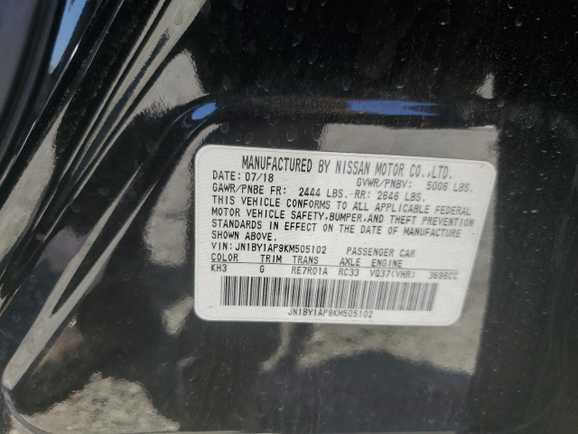 MANUFACTURED BY NISSAN MOTOR CO.,LTD.
DATE: 07/18 GVWR/PNBV: 5006 LBS.
GAWR/PNBE FR: 2444 LBS. RR: 2646 LBS.
THIS VEHICLE CONFORMS TO ALL APPLICABLE FEDERAL
MOTOR VEHICLE SAFETY, BUMPER, AND THEFT PREVENTION
STANDARDS IN EFFECT ON THE DATE OF MANUFACTURE
SHOWN ABOVE.
VIN: JN1BY1AP9KM505102 PASSENGER CAR
COLOR TRIM TRANS AXLE ENGINE
KH3 G RE7R01A RC33 VQ37(VHR) 3696CC
JN1BY1AP9KM505102